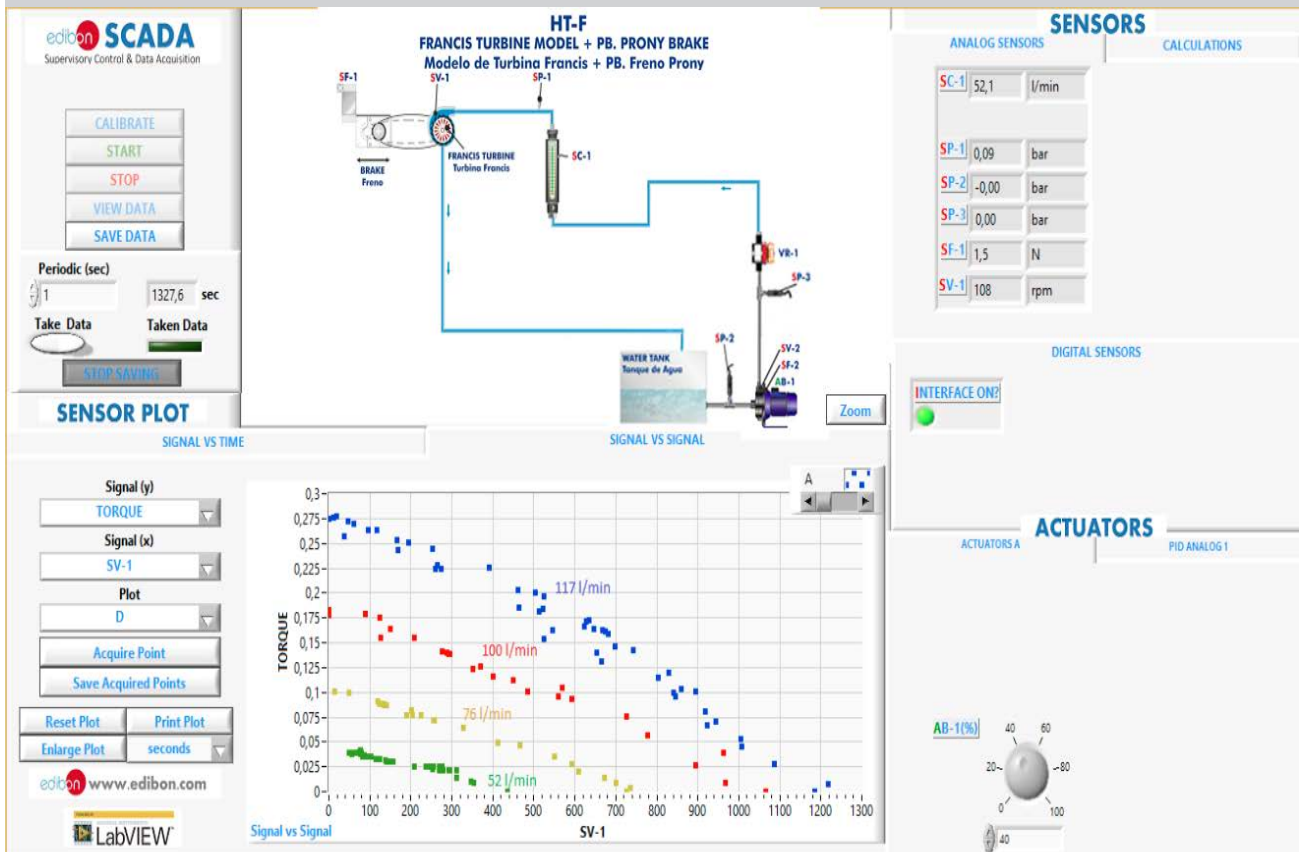 edibon SCADA
Supervisory Control & Data Acquisition
CALIBRATE
START
STOP
VIEW DATA
SAVE DATA
Periodic (sec)
1
1327,6 sec
Take Data
Taken Data
STOP SAVING
HT-F
FRANCIS TURBINE MODEL + PB. PRONY BRAKE
Modelo de Turbina Francis + PB. Freno Prony
SF-1
SV-1
SP-1
FRANCIS TURBINE
Turbina Francis
BRAKE
Freno
SC-1
VR-1
SP-3
SP-2
SV-2
SF-2
AB-1
WATER TANK
Tanque de Agua
Zoom
SENSORS
ANALOG SENSORS
CALCULATIONS
SC-1 52,1 l/min
SP-1 0,09 bar
SP-2 -0,00 bar
SP-3 0,00 bar
SF-1 1,5 N
SV-1 108 rpm
DIGITAL SENSORS
INTERFACE ON?
SENSOR PLOT
SIGNAL VS TIME
SIGNAL VS SIGNAL
Signal (y)
TORQUE
Signal (x)
SV-1
Plot
D
Acquire Point
Save Acquired Points
Reset Plot
Print Plot
Enlarge Plot
seconds
edibon www.edibon.com
LabVIEW
A
TORQUE
0,3
0,275
0,25
0,225
0,2
0,175
0,15
0,125
0,1
0,075
0,05
0,025
0
117 l/min
100 l/min
76 l/min
52 l/min
0 100 200 300 400 500 600 700 800 900 1000 1100 1200 1300
Signal vs Signal
SV-1
ACTUATORS
ACTUATORS A
PID ANALOG 1
AB-1(%)
0 20 40 60 80 100
40